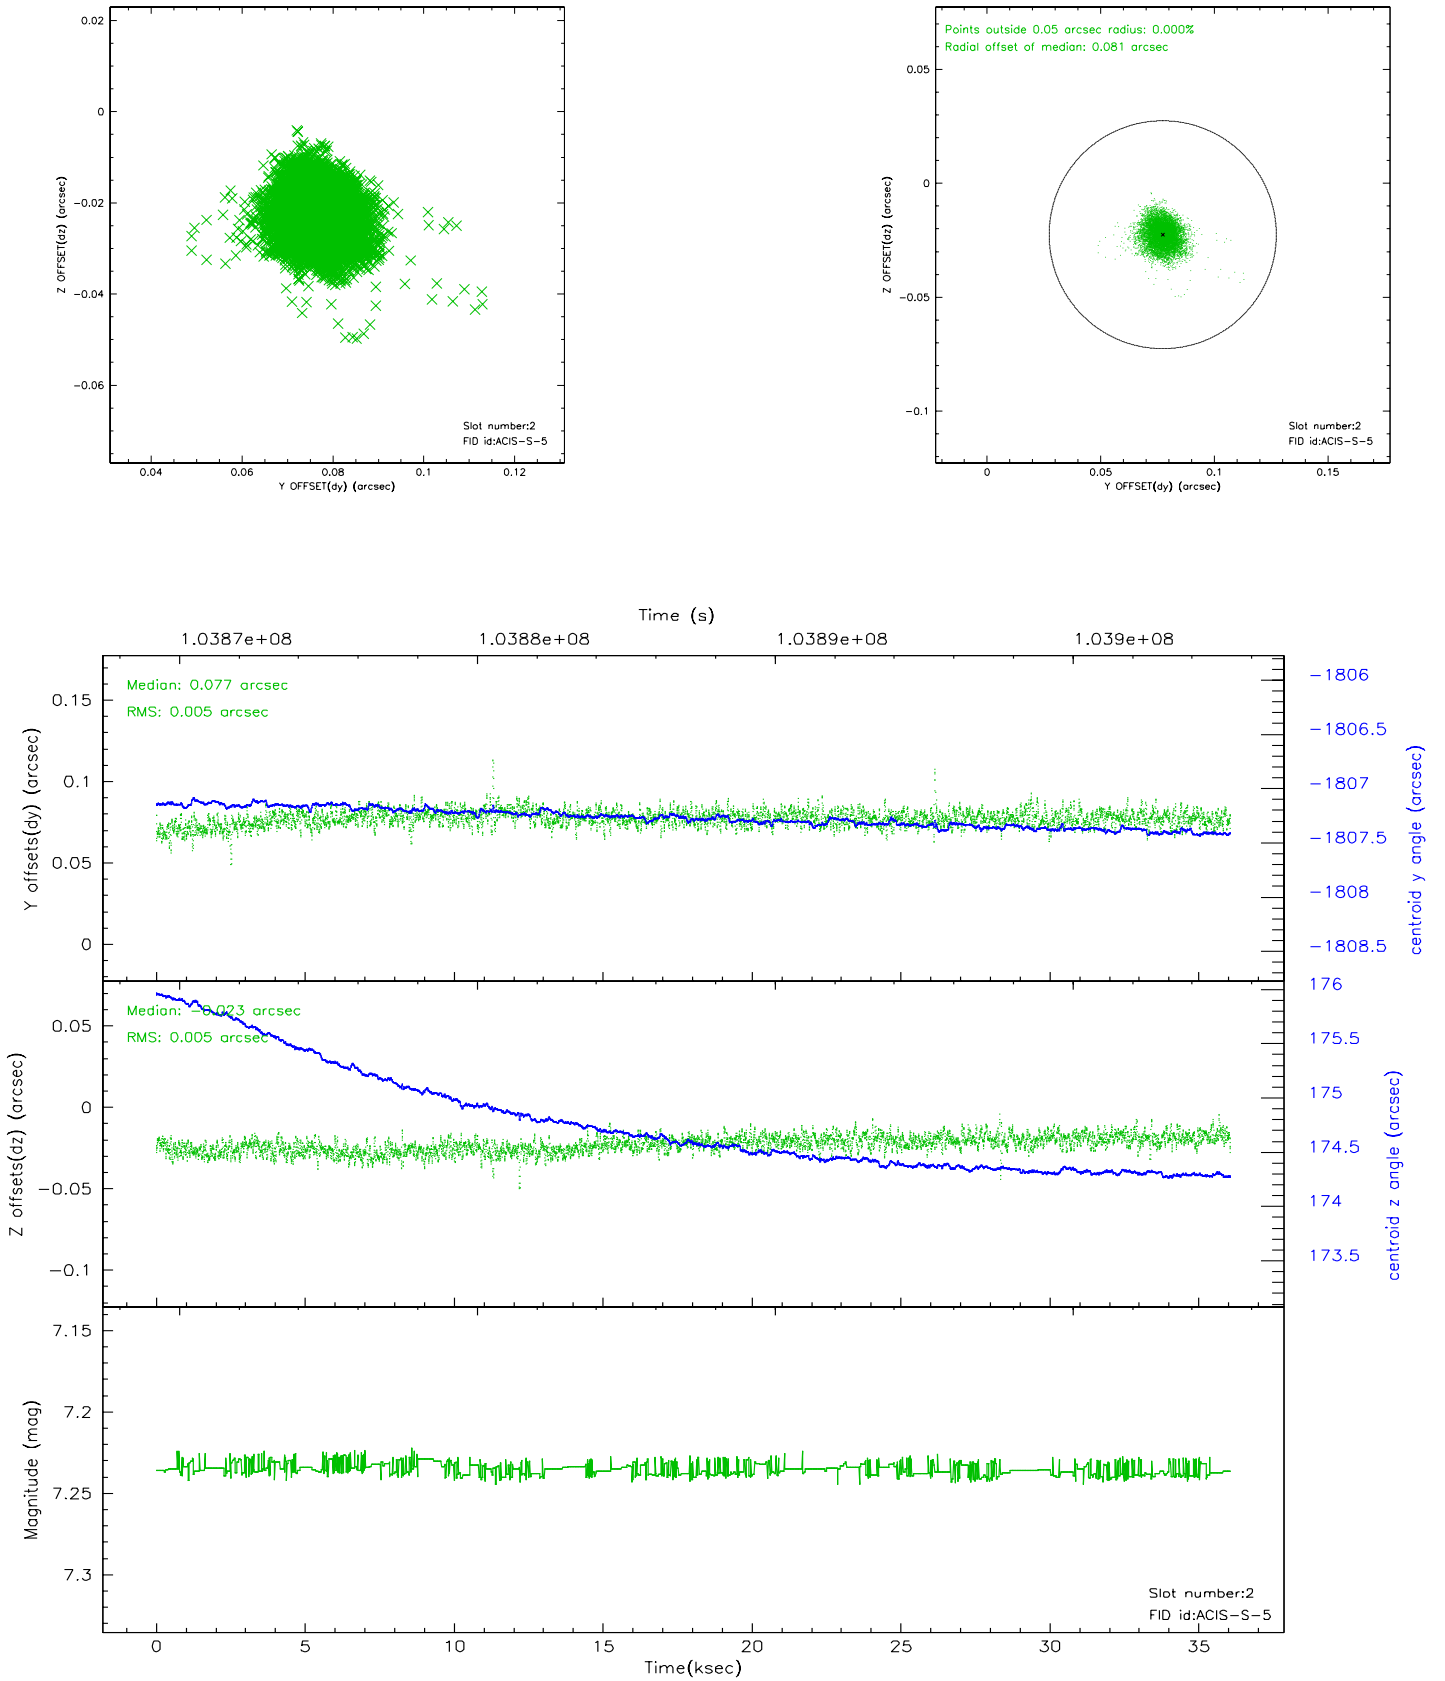 0.02
0
-0.02
-0.04
-0.06
Z OFFSET(dz) (arcsec)
Slot number:2
FID id:ACIS-S-5
0.04
0.06
0.08
0.1
0.12
Y OFFSET(dy) (arcsec)
Points outside 0.05 arcsec radius: 0.000%
Radial offset of median: 0.081 arcsec
0.05
0
-0.05
-0.1
Z OFFSET(dz) (arcsec)
Slot number:2
FID id:ACIS-S-5
0
0.05
0.1
0.15
Y OFFSET(dy) (arcsec)
Time (s)
1.0387e+08
1.0388e+08
1.0389e+08
1.039e+08
Median: 0.077 arcsec
RMS: 0.005 arcsec
0.15
0.1
0.05
0
Y offsets(dy) (arcsec)
-1806
-1806.5
-1807
-1807.5
-1808
-1808.5
centroid y angle (arcsec)
Median: -0.023 arcsec
RMS: 0.005 arcsec
0.05
0
-0.05
-0.1
Z offsets(dz) (arcsec)
176
175.5
175
174.5
174
173.5
centroid z angle (arcsec)
7.15
7.2
7.25
7.3
Magnitude (mag)
Slot number:2
FID id:ACIS-S-5
0
5
10
15
20
25
30
35
Time(ksec)